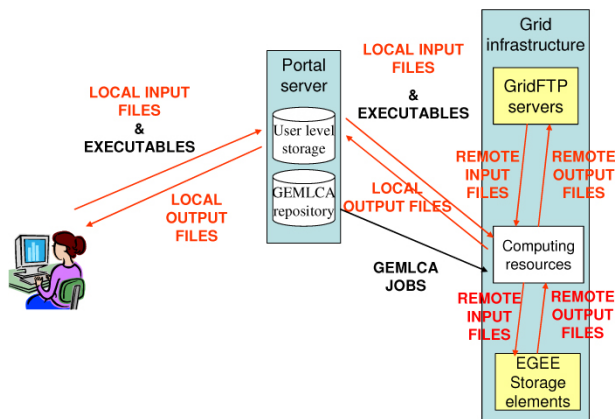 LOCAL INPUT
FILES
&
EXECUTABLES
LOCAL
OUTPUT
FILES
Portal
server
User level
storage
GEMLCA
repository
LOCAL INPUT
FILES
&
EXECUTABLES
LOCAL
OUTPUT FILES
GEMLCA
JOBS
Grid
infrastructure
GridFTP
servers
REMOTE
INPUT
FILES
REMOTE
OUTPUT
FILES
Computing
resources
REMOTE
INPUT
FILES
REMOTE
OUTPUT
FILES
EGEE
Storage
elements